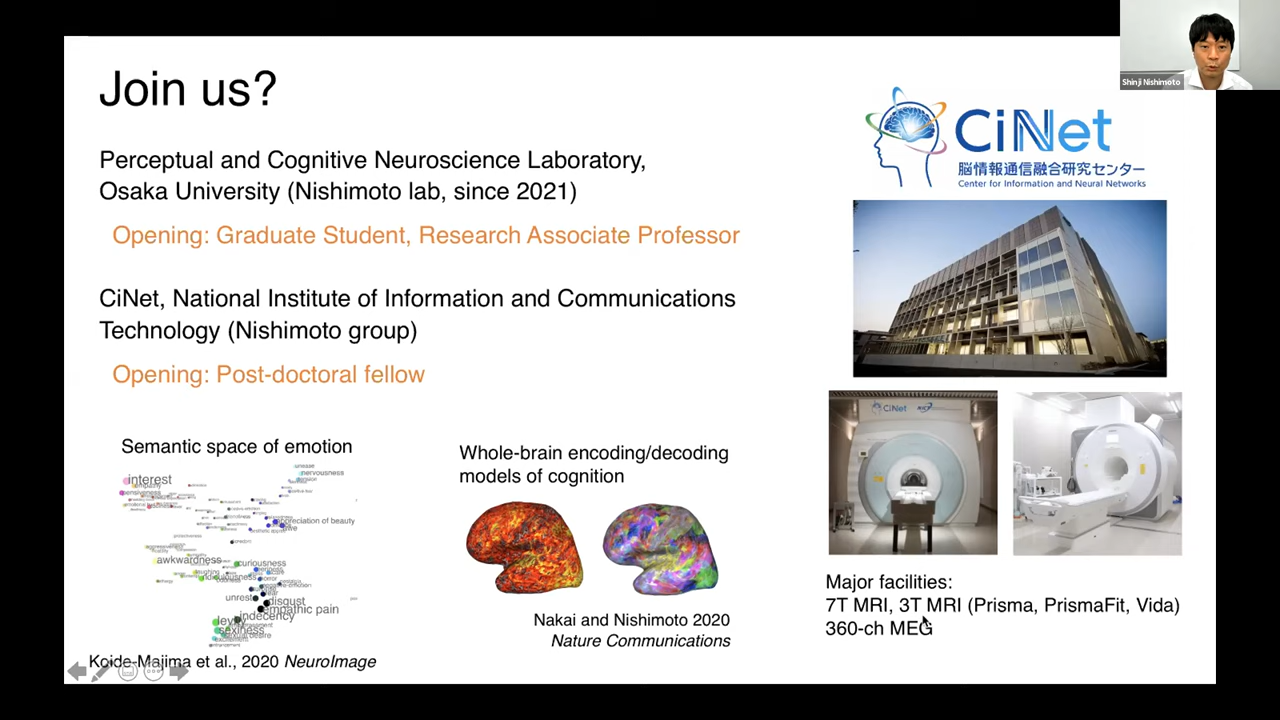 Shinji Nishimoto
Join us?
Perceptual and Cognitive Neuroscience Laboratory,
Osaka University (Nishimoto lab, since 2021)
Opening: Graduate Student, Research Associate Professor
CiNet, National Institute of Information and Communications
Technology (Nishimoto group)
Opening: Post-doctoral fellow
CiNet
脳情報通信融合研究センター
Center for Information and Neural Networks
Semantic space of emotion
interest
nervousness
appreciation of beauty
awkwardness
curiousness
unrest
disgust
empathic pain
indecency
sexiness
Koide-Majima et al., 2020 NeuroImage
Whole-brain encoding/decoding
models of cognition
Nakai and Nishimoto 2020
Nature Communications
CiNet
Major facilities:
7T MRI, 3T MRI (Prisma, PrismaFit, Vida)
360-ch MEG